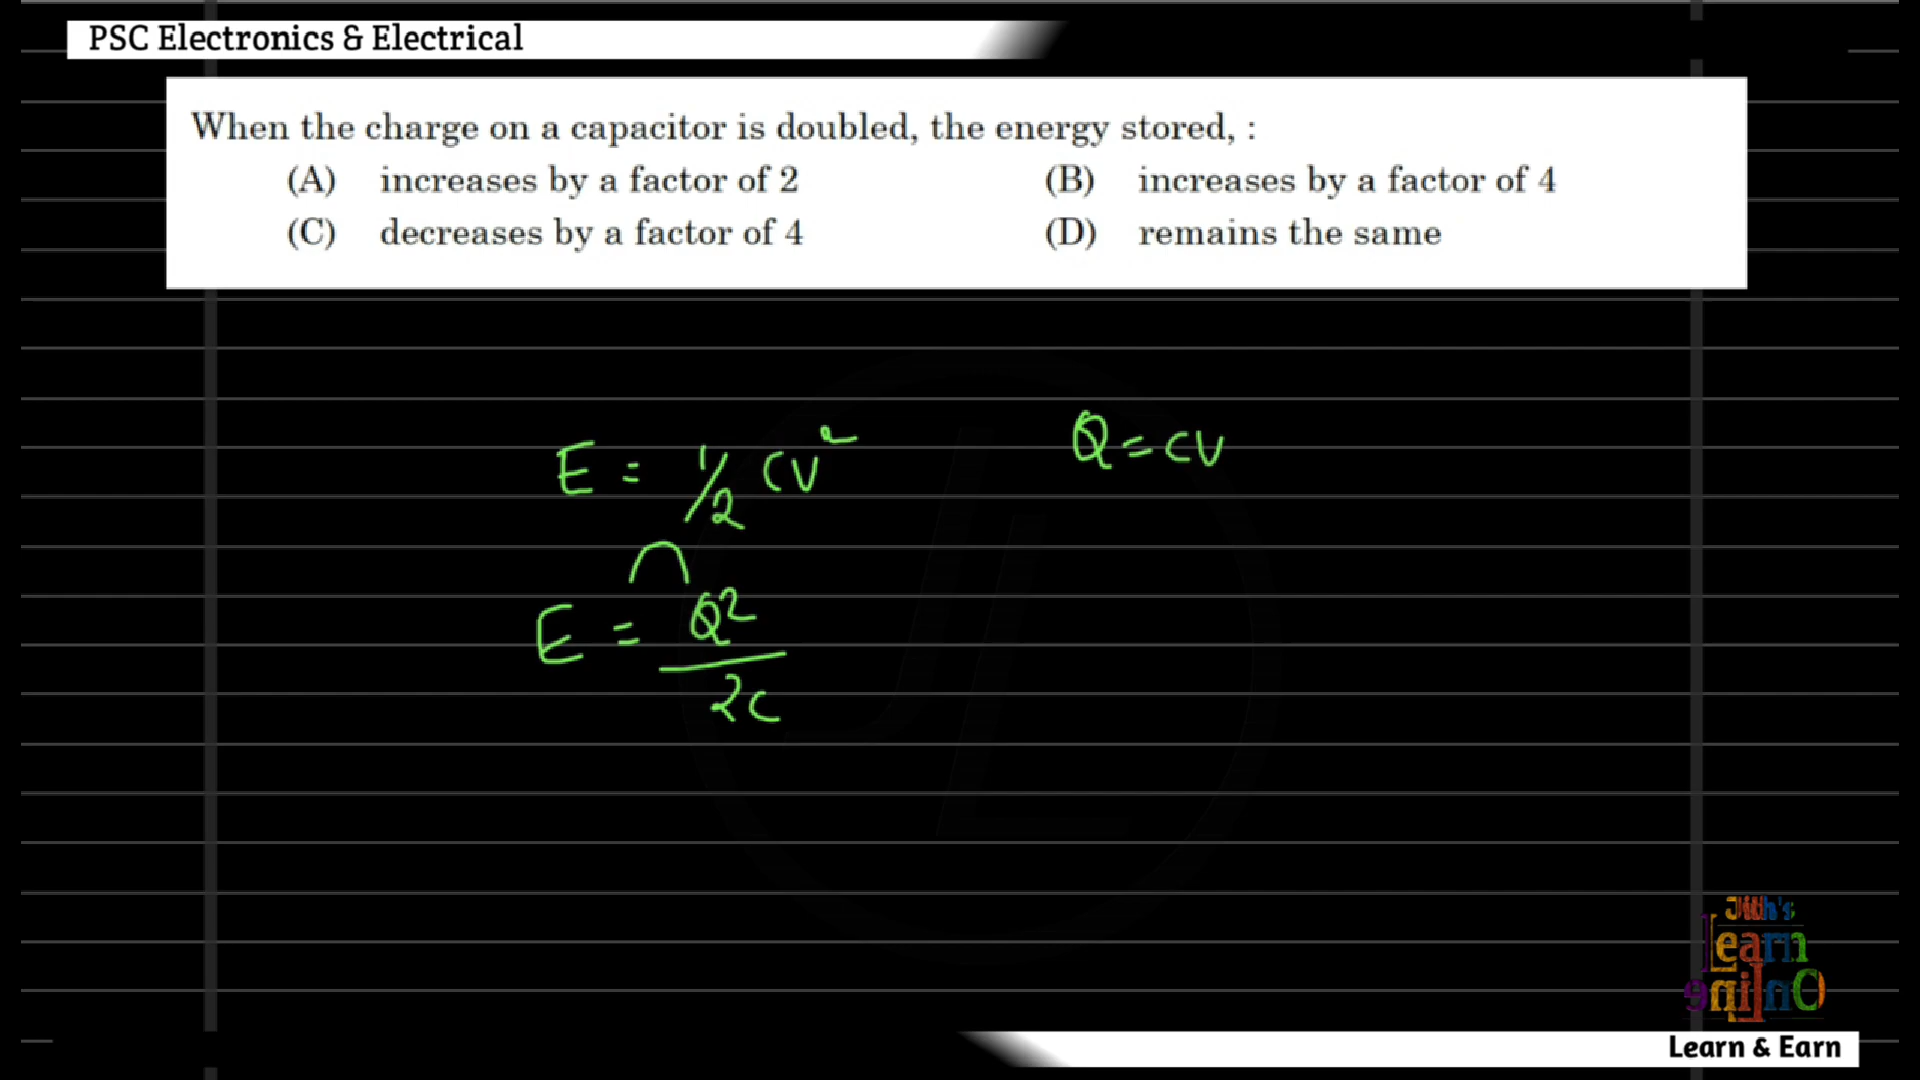 PSC Electronics & Electrical
When the charge on a capacitor is doubled, the energy stored, :
(A) increases by a factor of 2 (B) increases by a factor of 4
(C) decreases by a factor of 4 (D) remains the same
E = 1/2 CV² Q = CV
E = Q²/2C
Jith's
Learn
Online
Learn & Earn